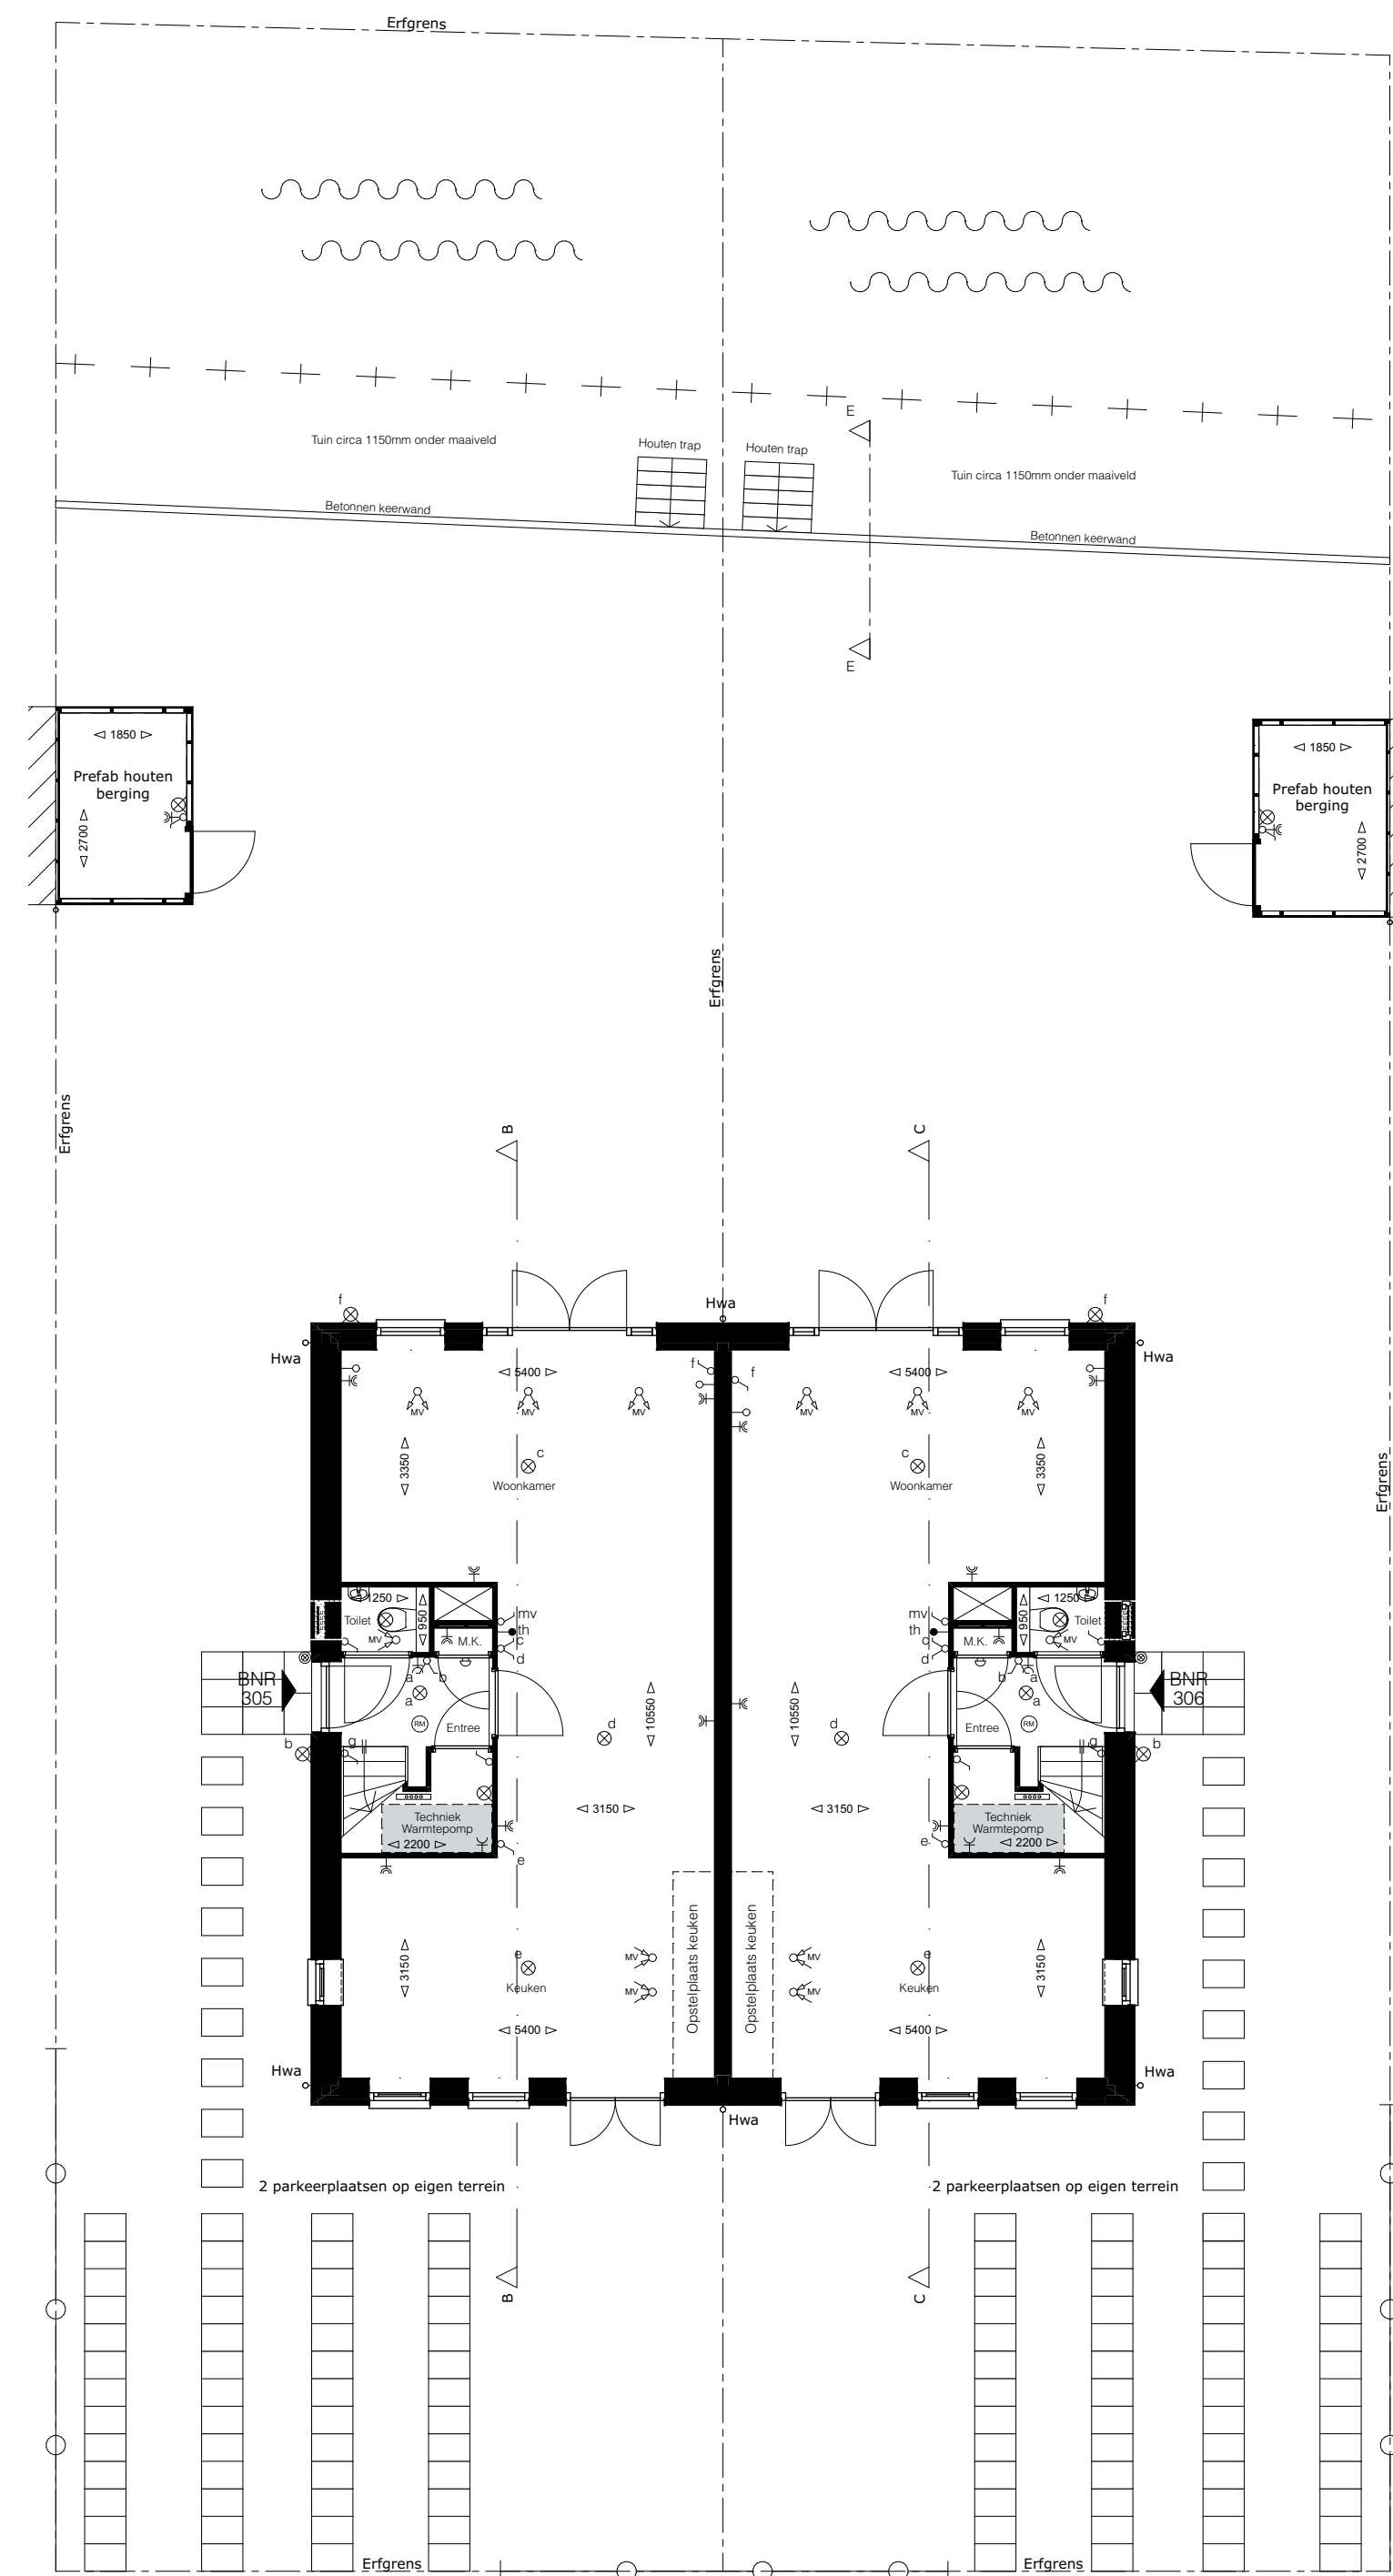 Erfgrens
E
Tuin circa 1150mm onder maaiveld
Houten trap
Houten trap
Tuin circa 1150mm onder maaiveld
Betonnen keerwand
Betonnen keerwand
E
1850
Prefab houten
berging
2700
1850
Prefab houten
berging
2700
Erfgrens
Erfgrens
Erfgrens
B
C
f
Hwa
f
Hwa
Hwa
5400
f
f
5400
MV
MV
MV
MV
MV
MV
3350
c
Woonkamer
c
Woonkamer
3350
1250
Toilet
950
MV
M.K.
mv
th
c
d
mv
th
c
d
M.K.
950
1250
Toilet
MV
BNR
305
a
b
a
RM
Entree
b
a
a
RM
Entree
BNR
306
b
g
d
10550
10550
d
g
b
3150
3150
Techniek
Warmtepomp
2200
e
Techniek
Warmtepomp
2200
e
3150
e
Keuken
MV
MV
Opstelplaats keuken
Opstelplaats keuken
MV
MV
e
Keuken
3150
5400
5400
Hwa
Hwa
Hwa
2 parkeerplaatsen op eigen terrein
2 parkeerplaatsen op eigen terrein
B
C
Erfgrens
Erfgrens